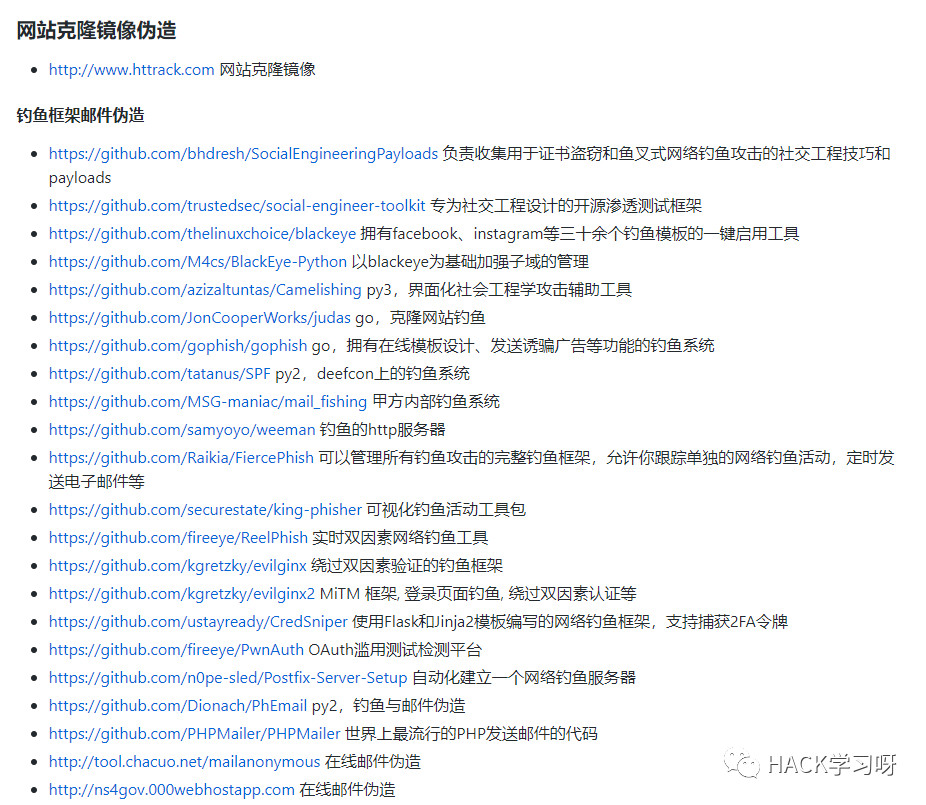 网站克隆镜像伪造
http://www.httrack.com 网站克隆镜像
钓鱼框架邮件伪造
https://github.com/bhdresh/SocialEngineeringPayloads 负责收集用于证书盗窃和鱼叉式网络钓鱼攻击的社交工程技巧和
payloads
https://github.com/trustedsec/social-engineer-toolkit 专为社交工程设计的开源渗透测试框架
https://github.com/thelinuxchoice/blackeye 拥有facebook、instagram等三十余个钓鱼模板的一键启用工具
https://github.com/M4cs/BlackEye-Python 以blackeye为基础加强子域的管理
https://github.com/azizaltuntas/Camelishing py3，界面化社会工程学攻击辅助工具
https://github.com/JonCooperWorks/judas go，克隆网站钓鱼
https://github.com/gophish/gophish go，拥有在线模板设计、发送诱骗广告等功能的钓鱼系统
https://github.com/tatanus/SPF py2，deefcon上的钓鱼系统
https://github.com/MSG-maniac/mail_fishing 甲方内部钓鱼系统
https://github.com/samyoyo/weeman 钓鱼的http服务器
https://github.com/Raikia/FiercePhish 可以管理所有钓鱼攻击的完整钓鱼框架，允许你跟踪单独的网络钓鱼活动，定时发
送电子邮件等
https://github.com/securestate/king-phisher 可视化钓鱼活动工具包
https://github.com/fireeye/ReelPhish 实时双因素网络钓鱼工具
https://github.com/kgretzky/evilginx 绕过双因素验证的钓鱼框架
https://github.com/kgretzky/evilginx2 MiTM 框架, 登录页面钓鱼, 绕过双因素认证等
https://github.com/ustayready/CredSniper 使用Flask和Jinja2模板编写的网络钓鱼框架，支持捕获2FA令牌
https://github.com/fireeye/PwnAuth OAuth滥用测试检测平台
https://github.com/n0pe-sled/Postfix-Server-Setup 自动化建立一个网络钓鱼服务器
https://github.com/Dionach/PhEmail py2，钓鱼与邮件伪造
https://github.com/PHPMailer/PHPMailer 世界上最流行的PHP发送邮件的代码
http://tool.chacuo.net/mailanonymous 在线邮件伪造
http://ns4gov.000webhostapp.com 在线邮件伪造
HACK学习呀